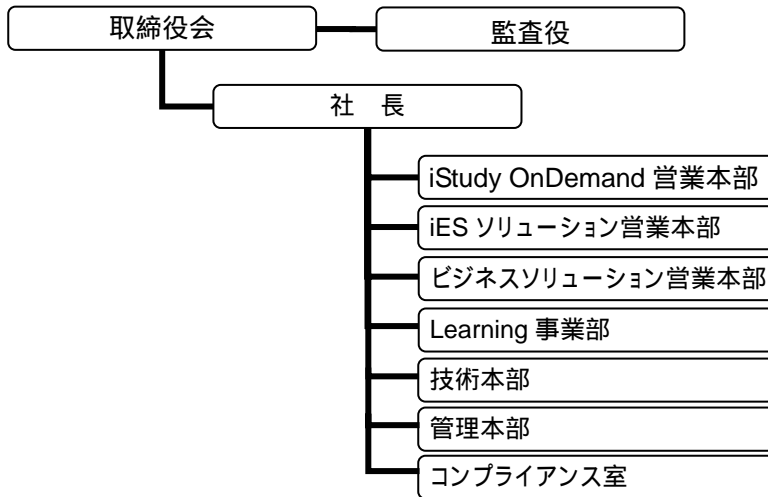 取締役会
監査役
社　長
iStudy OnDemand 営業本部
iES ソリューション営業本部
ビジネスソリューション営業本部
Learning 事業部
技術本部
管理本部
コンプライアンス室